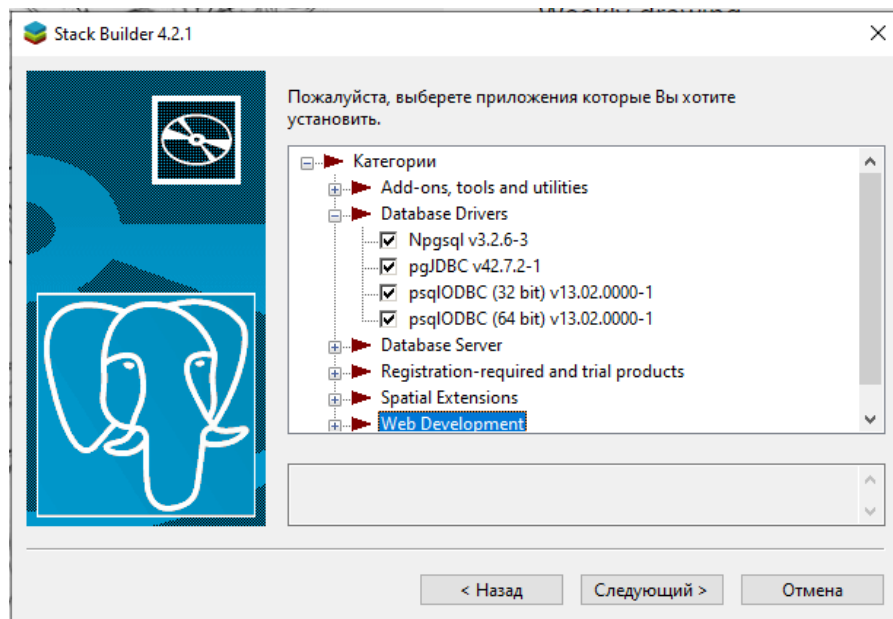 Stack Builder 4.2.1
Пожалуйста, выберете приложения которые Вы хотите
установить.
Категории
Add-ons, tools and utilities
Database Drivers
Npgsql v3.2.6-3
pgJDBC v42.7.2-1
psqlODBC (32 bit) v13.02.0000-1
psqlODBC (64 bit) v13.02.0000-1
Database Server
Registration-required and trial products
Spatial Extensions
Web Development
< Назад
Следующий >
Отмена